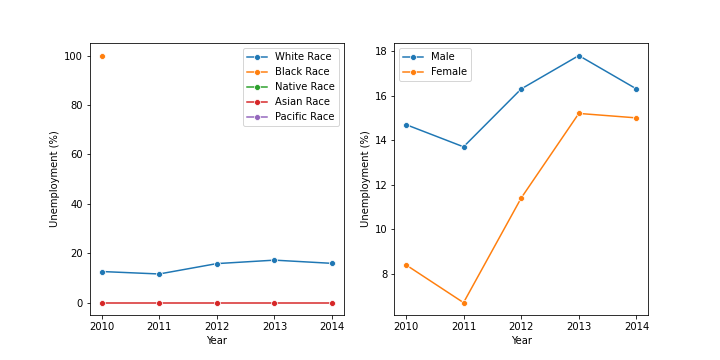 100
80
60
40
20
0
Unemployment (%)
2010 2011 2012 2013 2014
Year
White Race
Black Race
Native Race
Asian Race
Pacific Race
18
16
14
12
10
8
Unemployment (%)
2010 2011 2012 2013 2014
Year
Male
Female